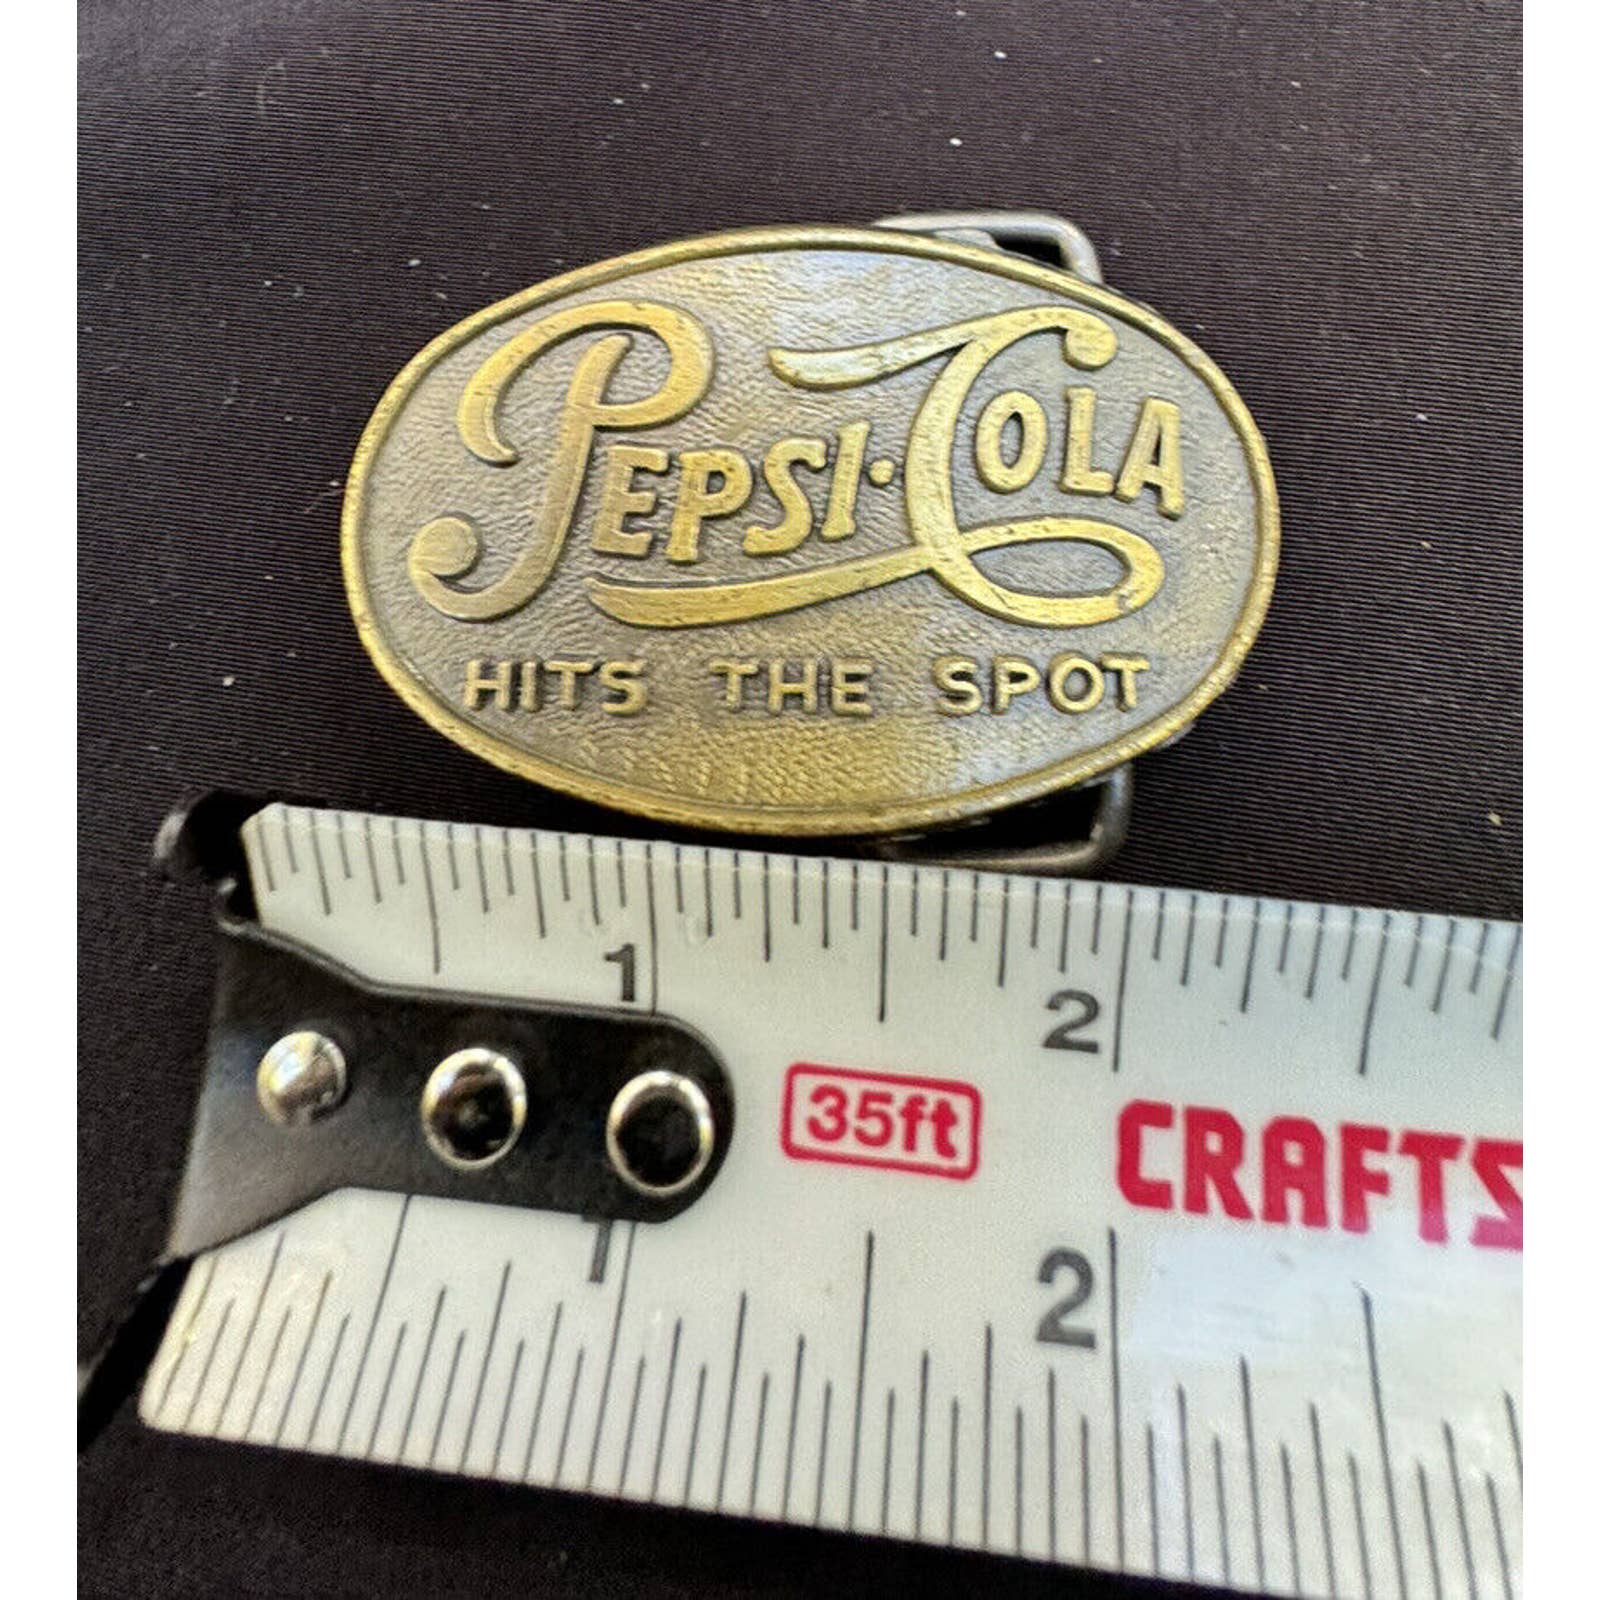 PEPSI·COLA
HITS THE SPOT
1
2
35ft
CRAFTS
1
2